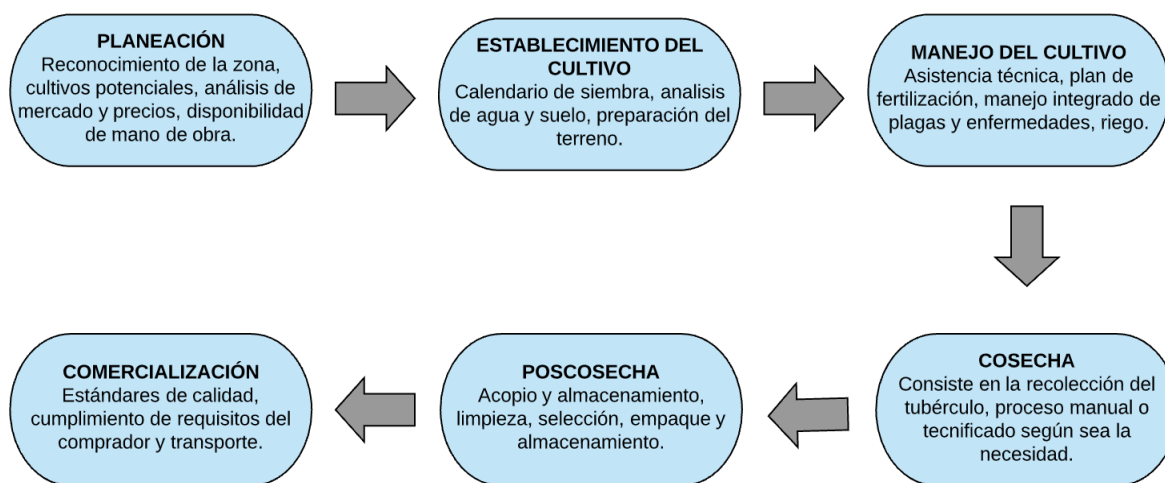 PLANEACIÓN
Reconocimiento de la zona,
cultivos potenciales, análisis de
mercado y precios, disponibilidad
de mano de obra.
ESTABLECIMIENTO DEL
CULTIVO
Calendario de siembra, analisis
de agua y suelo, preparación del
terreno.
MANEJO DEL CULTIVO
Asistencia técnica, plan de
fertilización, manejo integrado de
plagas y enfermedades, riego.
COSECHA
Consiste en la recolección del
tubérculo, proceso manual o
tecnificado según sea la
necesidad.
POSCOSECHA
Acopio y almacenamiento,
limpieza, selección, empaque y
almacenamiento.
COMERCIALIZACIÓN
Estándares de calidad,
cumplimiento de requisitos del
comprador y transporte.